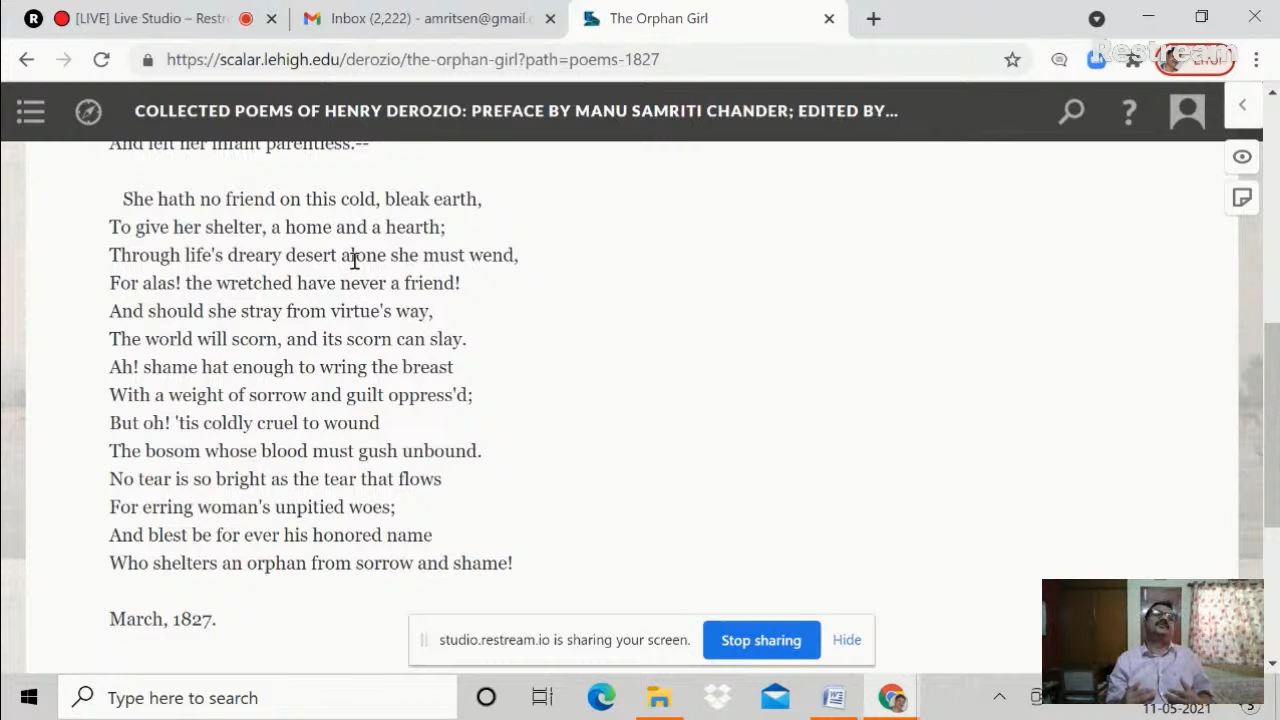 [LIVE] Live Studio – Restr
Inbox (2,222) - amritsen@gmail.
The Orphan Girl
https://scalar.lehigh.edu/derozio/the-orphan-girl?path=poems-1827
Restream
Error
COLLECTED POEMS OF HENRY DEROZIO: PREFACE BY MANU SAMRITI CHANDER; EDITED BY...
And left her infant parentless.--
She hath no friend on this cold, bleak earth,
To give her shelter, a home and a hearth;
Through life's dreary desert alone she must wend,
For alas! the wretched have never a friend!
And should she stray from virtue's way,
The world will scorn, and its scorn can slay.
Ah! shame hat enough to wring the breast
With a weight of sorrow and guilt oppress'd;
But oh! 'tis coldly cruel to wound
The bosom whose blood must gush unbound.
No tear is so bright as the tear that flows
For erring woman's unpitied woes;
And blest be for ever his honored name
Who shelters an orphan from sorrow and shame!
March, 1827.
studio.restream.io is sharing your screen.
Stop sharing
Hide
Type here to search
11-05-2021